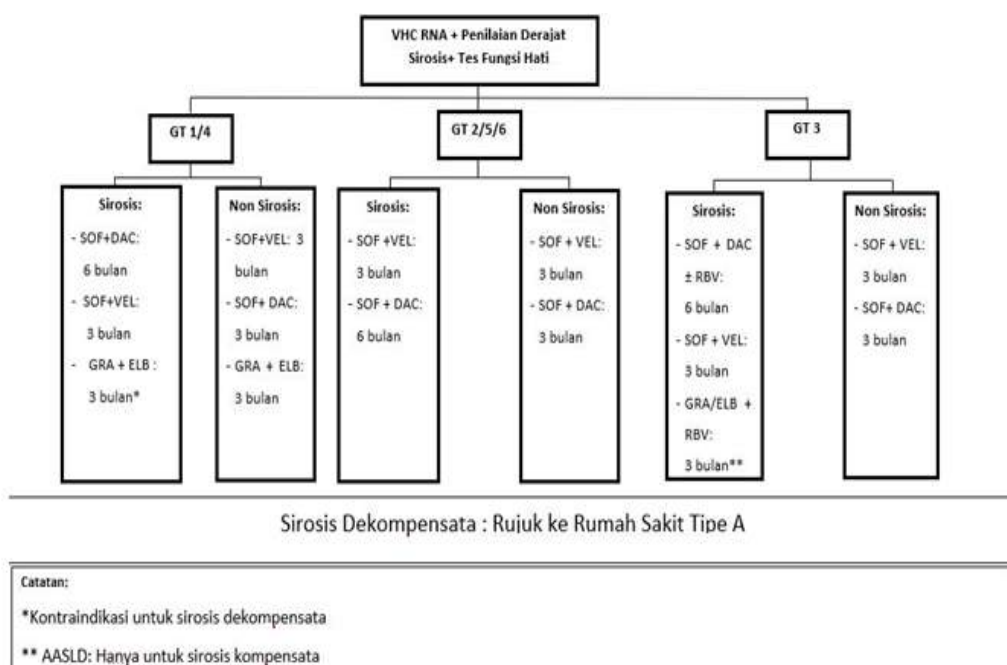 VHC RNA + Penilaian Derajat
Sirosis+ Tes Fungsi Hati
GT 1/4
GT 2/5/6
GT 3
Sirosis:
- SOF+DAC:
6 bulan
- SOF+VEL:
3 bulan
- GRA + ELB :
3 bulan*
Non Sirosis:
- SOF+VEL: 3
bulan
- SOF+ DAC:
3 bulan
- GRA + ELB:
3 bulan
Sirosis:
- SOF +VEL:
3 bulan
- SOF + DAC:
6 bulan
Non Sirosis:
- SOF + VEL:
3 bulan
- SOF + DAC:
3 bulan
Sirosis:
- SOF + DAC
± RBV:
6 bulan
- SOF + VEL:
3 bulan
- GRA/ELB +
RBV:
3 bulan**
Non Sirosis:
- SOF + VEL:
3 bulan
- SOF+ DAC:
3 bulan
Sirosis Dekompensata : Rujuk ke Rumah Sakit Tipe A
Catatan:
*Kontraindikasi untuk sirosis dekompensata
** AASLD: Hanya untuk sirosis kompensata